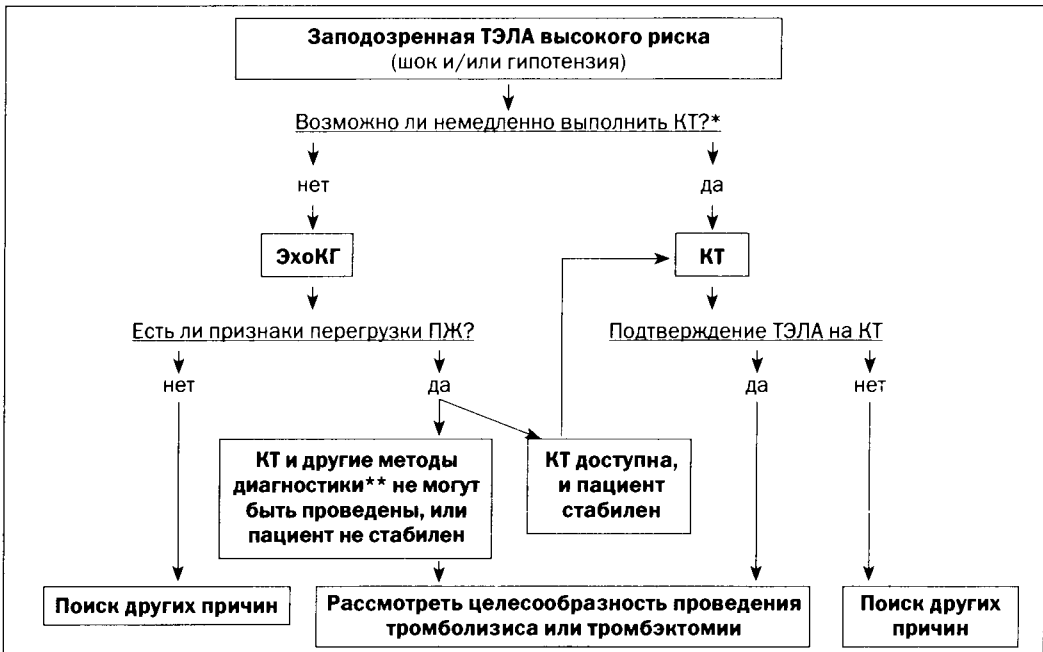 Заподозренная ТЭЛА высокого риска
(шок и/или гипотензия)
Возможно ли немедленно выполнить КТ?*
нет
да
ЭхоКГ
КТ
Есть ли признаки перегрузки ПЖ?
Подтверждение ТЭЛА на КТ
нет
да
да
нет
КТ и другие методы
диагностики** не могут
быть проведены, или
пациент не стабилен
КТ доступна,
и пациент
стабилен
Поиск других причин
Рассмотреть целесообразность проведения
тромболизиса или тромбэктомии
Поиск других
причин